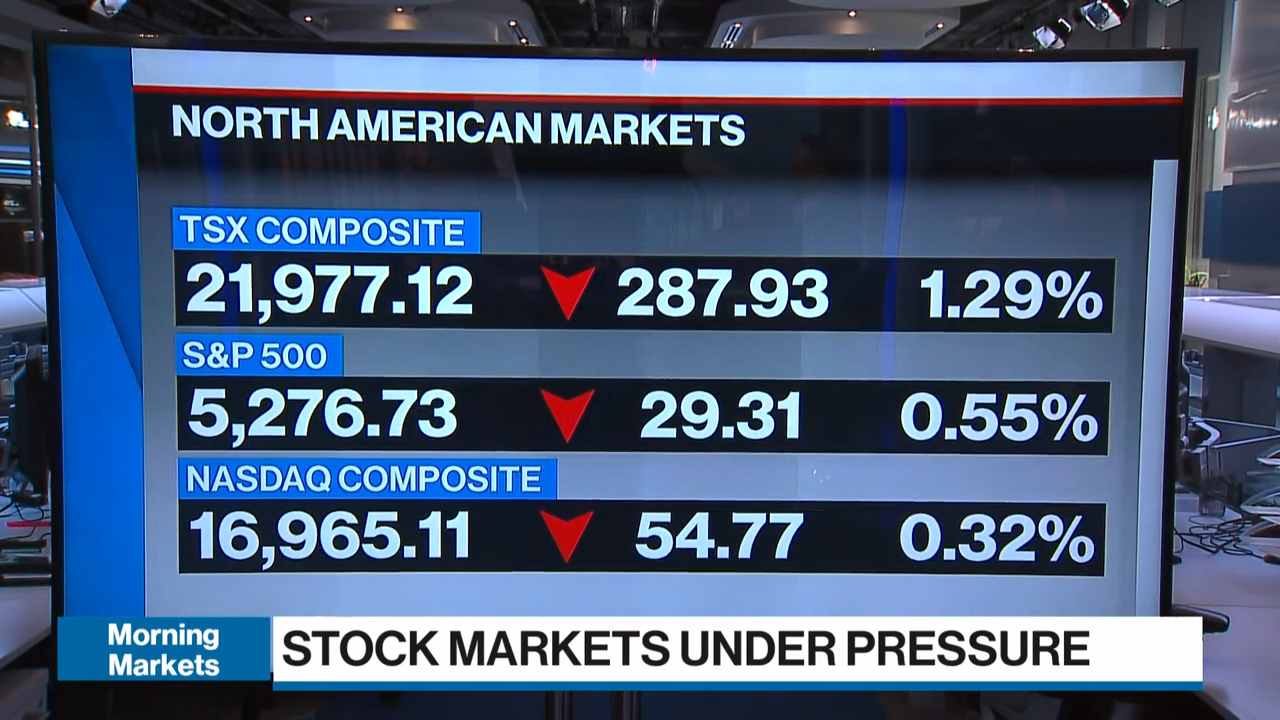 NORTH AMERICAN MARKETS
TSX COMPOSITE
21,977.12 287.93 1.29%
S&P 500
5,276.73 29.31 0.55%
NASDAQ COMPOSITE
16,965.11 54.77 0.32%
Morning
Markets
STOCK MARKETS UNDER PRESSURE